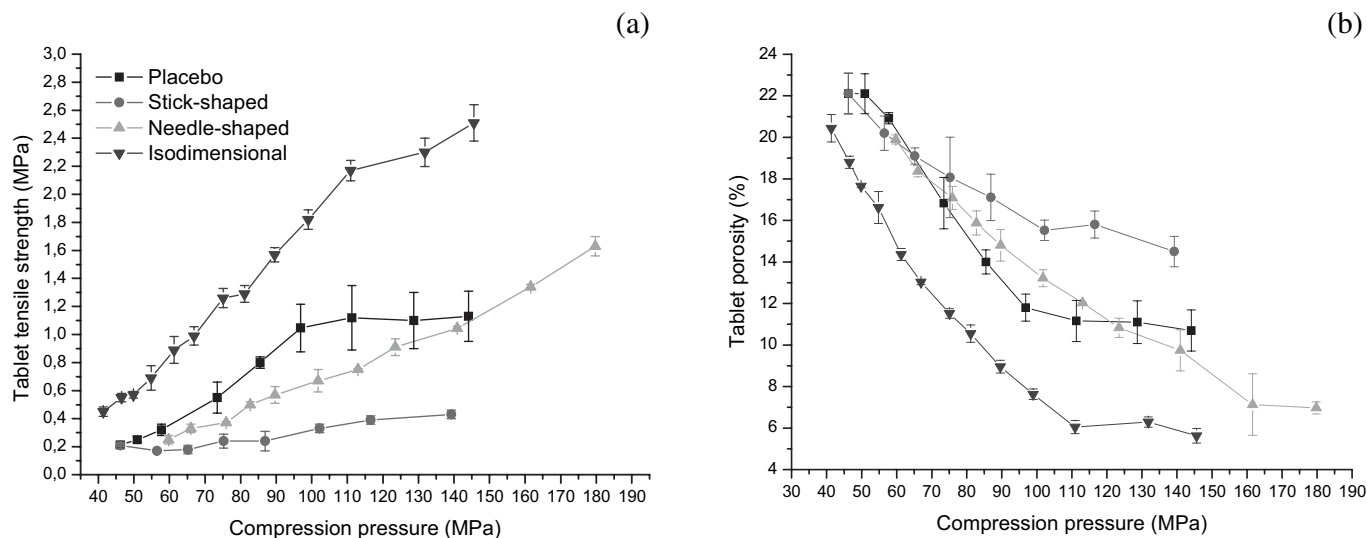 (a)
Tablet tensile strength (MPa)
3,0
2,8
2,6
2,4
2,2
2,0
1,8
1,6
1,4
1,2
1,0
0,8
0,6
0,4
0,2
0,0
Placebo
Stick-shaped
Needle-shaped
Isodimensional
40 50 60 70 80 90 100 110 120 130 140 150 160 170 180 190
Compression pressure (MPa)
(b)
Tablet porosity (%)
24
22
20
18
16
14
12
10
8
6
4
30 40 50 60 70 80 90 100 110 120 130 140 150 160 170 180 190
Compression pressure (MPa)